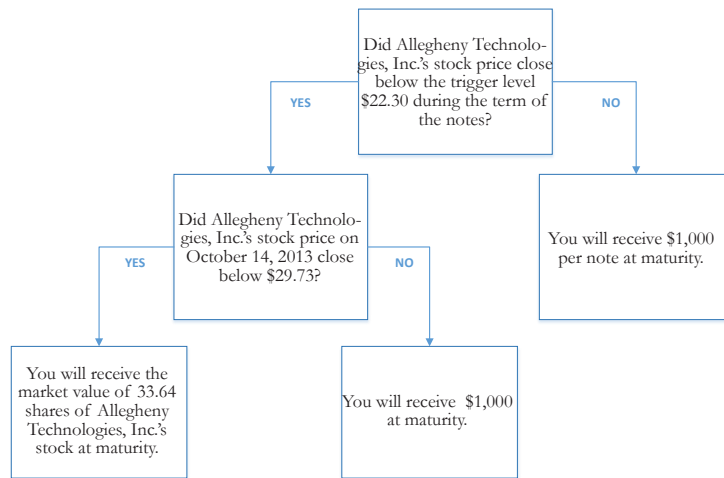 Did Allegheny Technolo-
gies, Inc.'s stock price close
below the trigger level
$22.30 during the term of
the notes?
YES
NO
Did Allegheny Technolo-
gies, Inc.'s stock price on
October 14, 2013 close
below $29.73?
You will receive $1,000
per note at maturity.
YES
NO
You will receive the
market value of 33.64
shares of Allegheny
Technologies, Inc.'s
stock at maturity.
You will receive $1,000
at maturity.